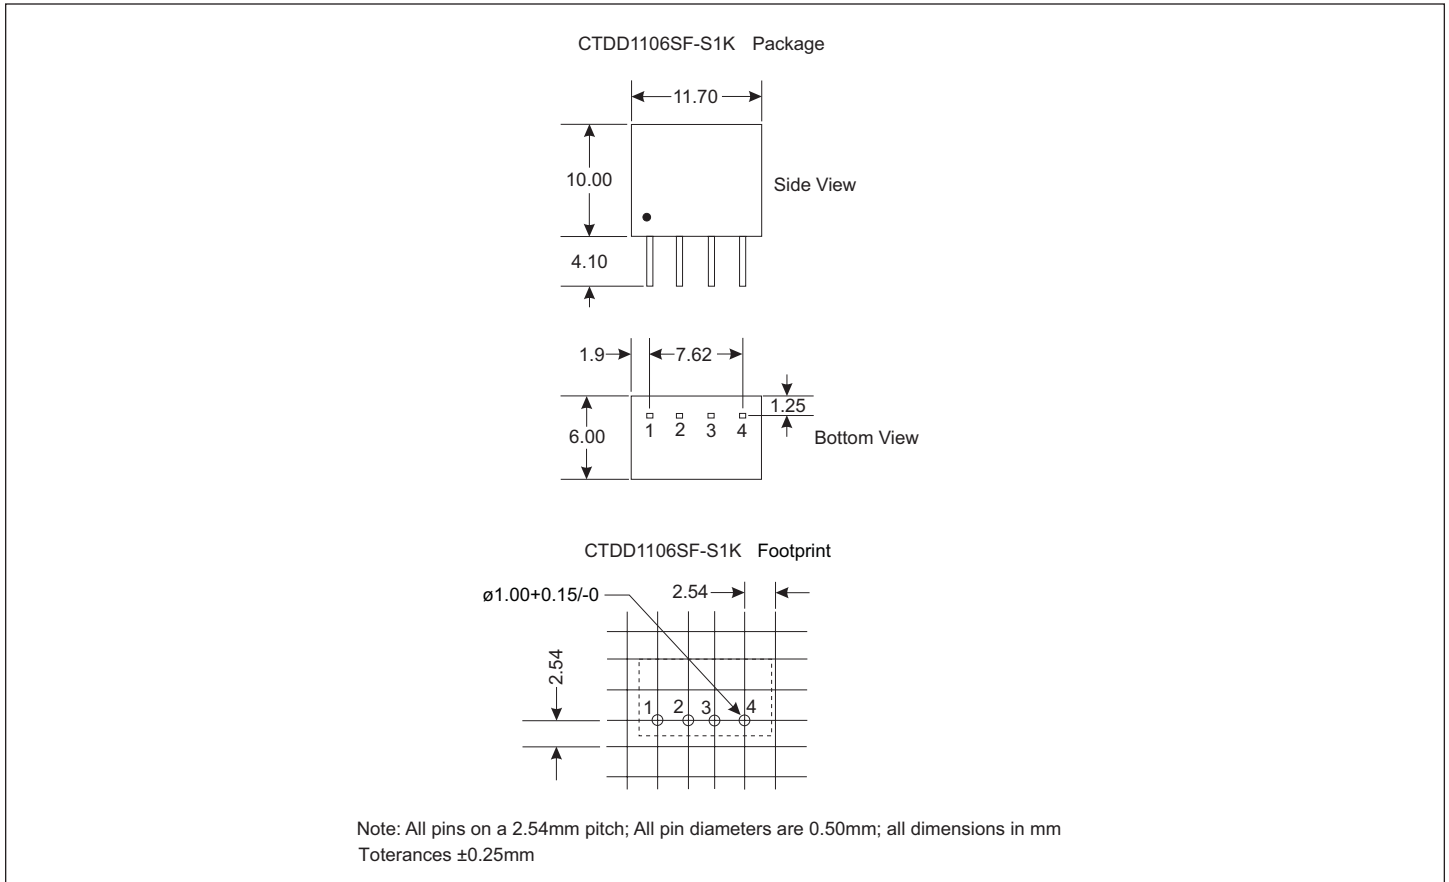 CTDD1106SF-S1K Package
11.70
10.00
Side View
4.10
1.9
7.62
1.25
6.00
1 2 3 4
Bottom View
CTDD1106SF-S1K Footprint
ø1.00+0.15/-0
2.54
2.54
1 2 3 4
Note: All pins on a 2.54mm pitch; All pin diameters are 0.50mm; all dimensions in mm
Toterances ±0.25mm